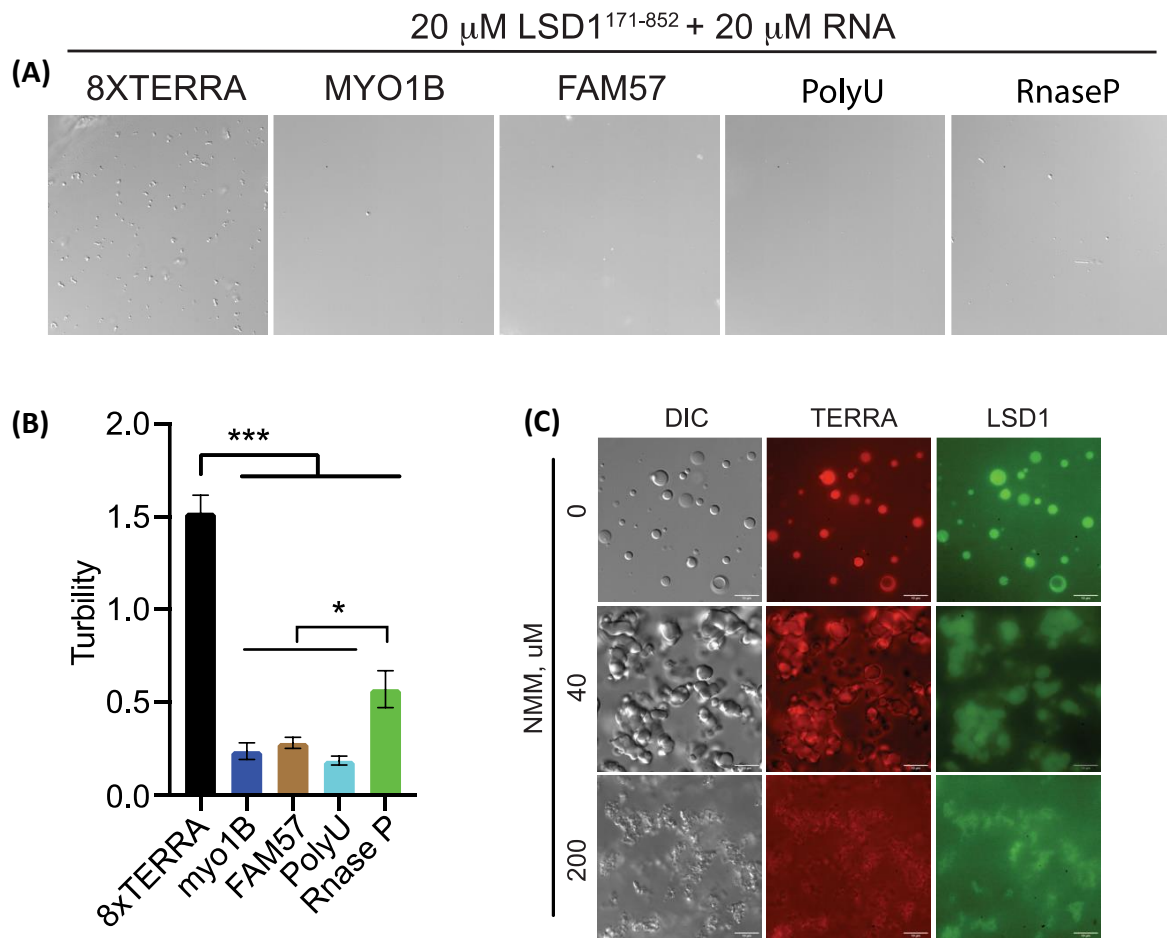 20 μM LSD1¹⁷¹⁻⁸⁵² + 20 μM RNA
(A)
8XTERRA MYO1B FAM57 PolyU RnaseP
(B)
2.0
1.5
1.0
0.5
0.0
Turbility
***
*
8xTERRA
myo1B
FAM57
PolyU
Rnase P
(C)
DIC TERRA LSD1
NMM, uM
0
40
200